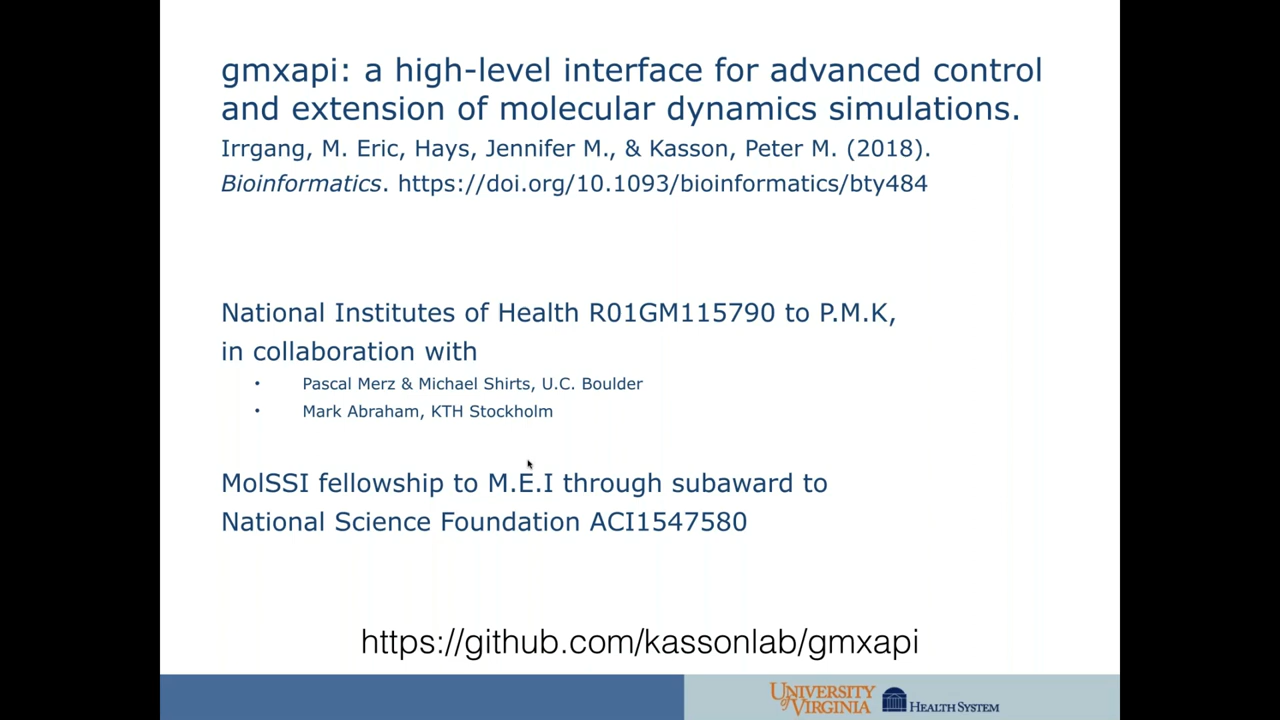 gmxapi: a high-level interface for advanced control
and extension of molecular dynamics simulations.
Irrgang, M. Eric, Hays, Jennifer M., & Kasson, Peter M. (2018).
Bioinformatics. https://doi.org/10.1093/bioinformatics/bty484
National Institutes of Health R01GM115790 to P.M.K,
in collaboration with
• Pascal Merz & Michael Shirts, U.C. Boulder
• Mark Abraham, KTH Stockholm
MolSSI fellowship to M.E.I through subaward to
National Science Foundation ACI1547580
https://github.com/kassonlab/gmxapi
UNIVERSITY
of VIRGINIA
HEALTH SYSTEM